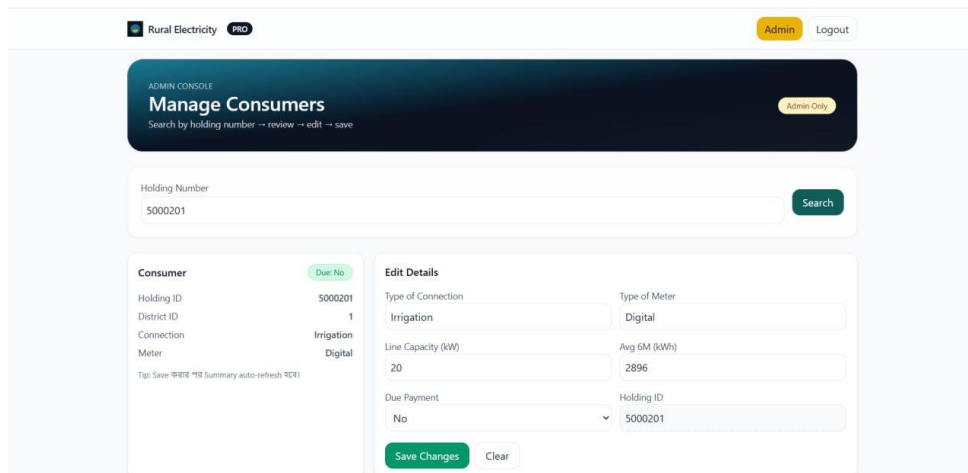 Rural Electricity PRO Admin Logout
ADMIN CONSOLE
Manage Consumers
Search by holding number → review → edit → save
Admin Only
Holding Number
5000201
Search
Consumer Due: No
Holding ID 5000201
District ID 1
Connection Irrigation
Meter Digital
Tip: Save করার পর Summary auto-refresh হবে।
Edit Details
Type of Connection Type of Meter
Irrigation Digital
Line Capacity (kW) Avg 6M (kWh)
20 2896
Due Payment Holding ID
No 5000201
Save Changes Clear